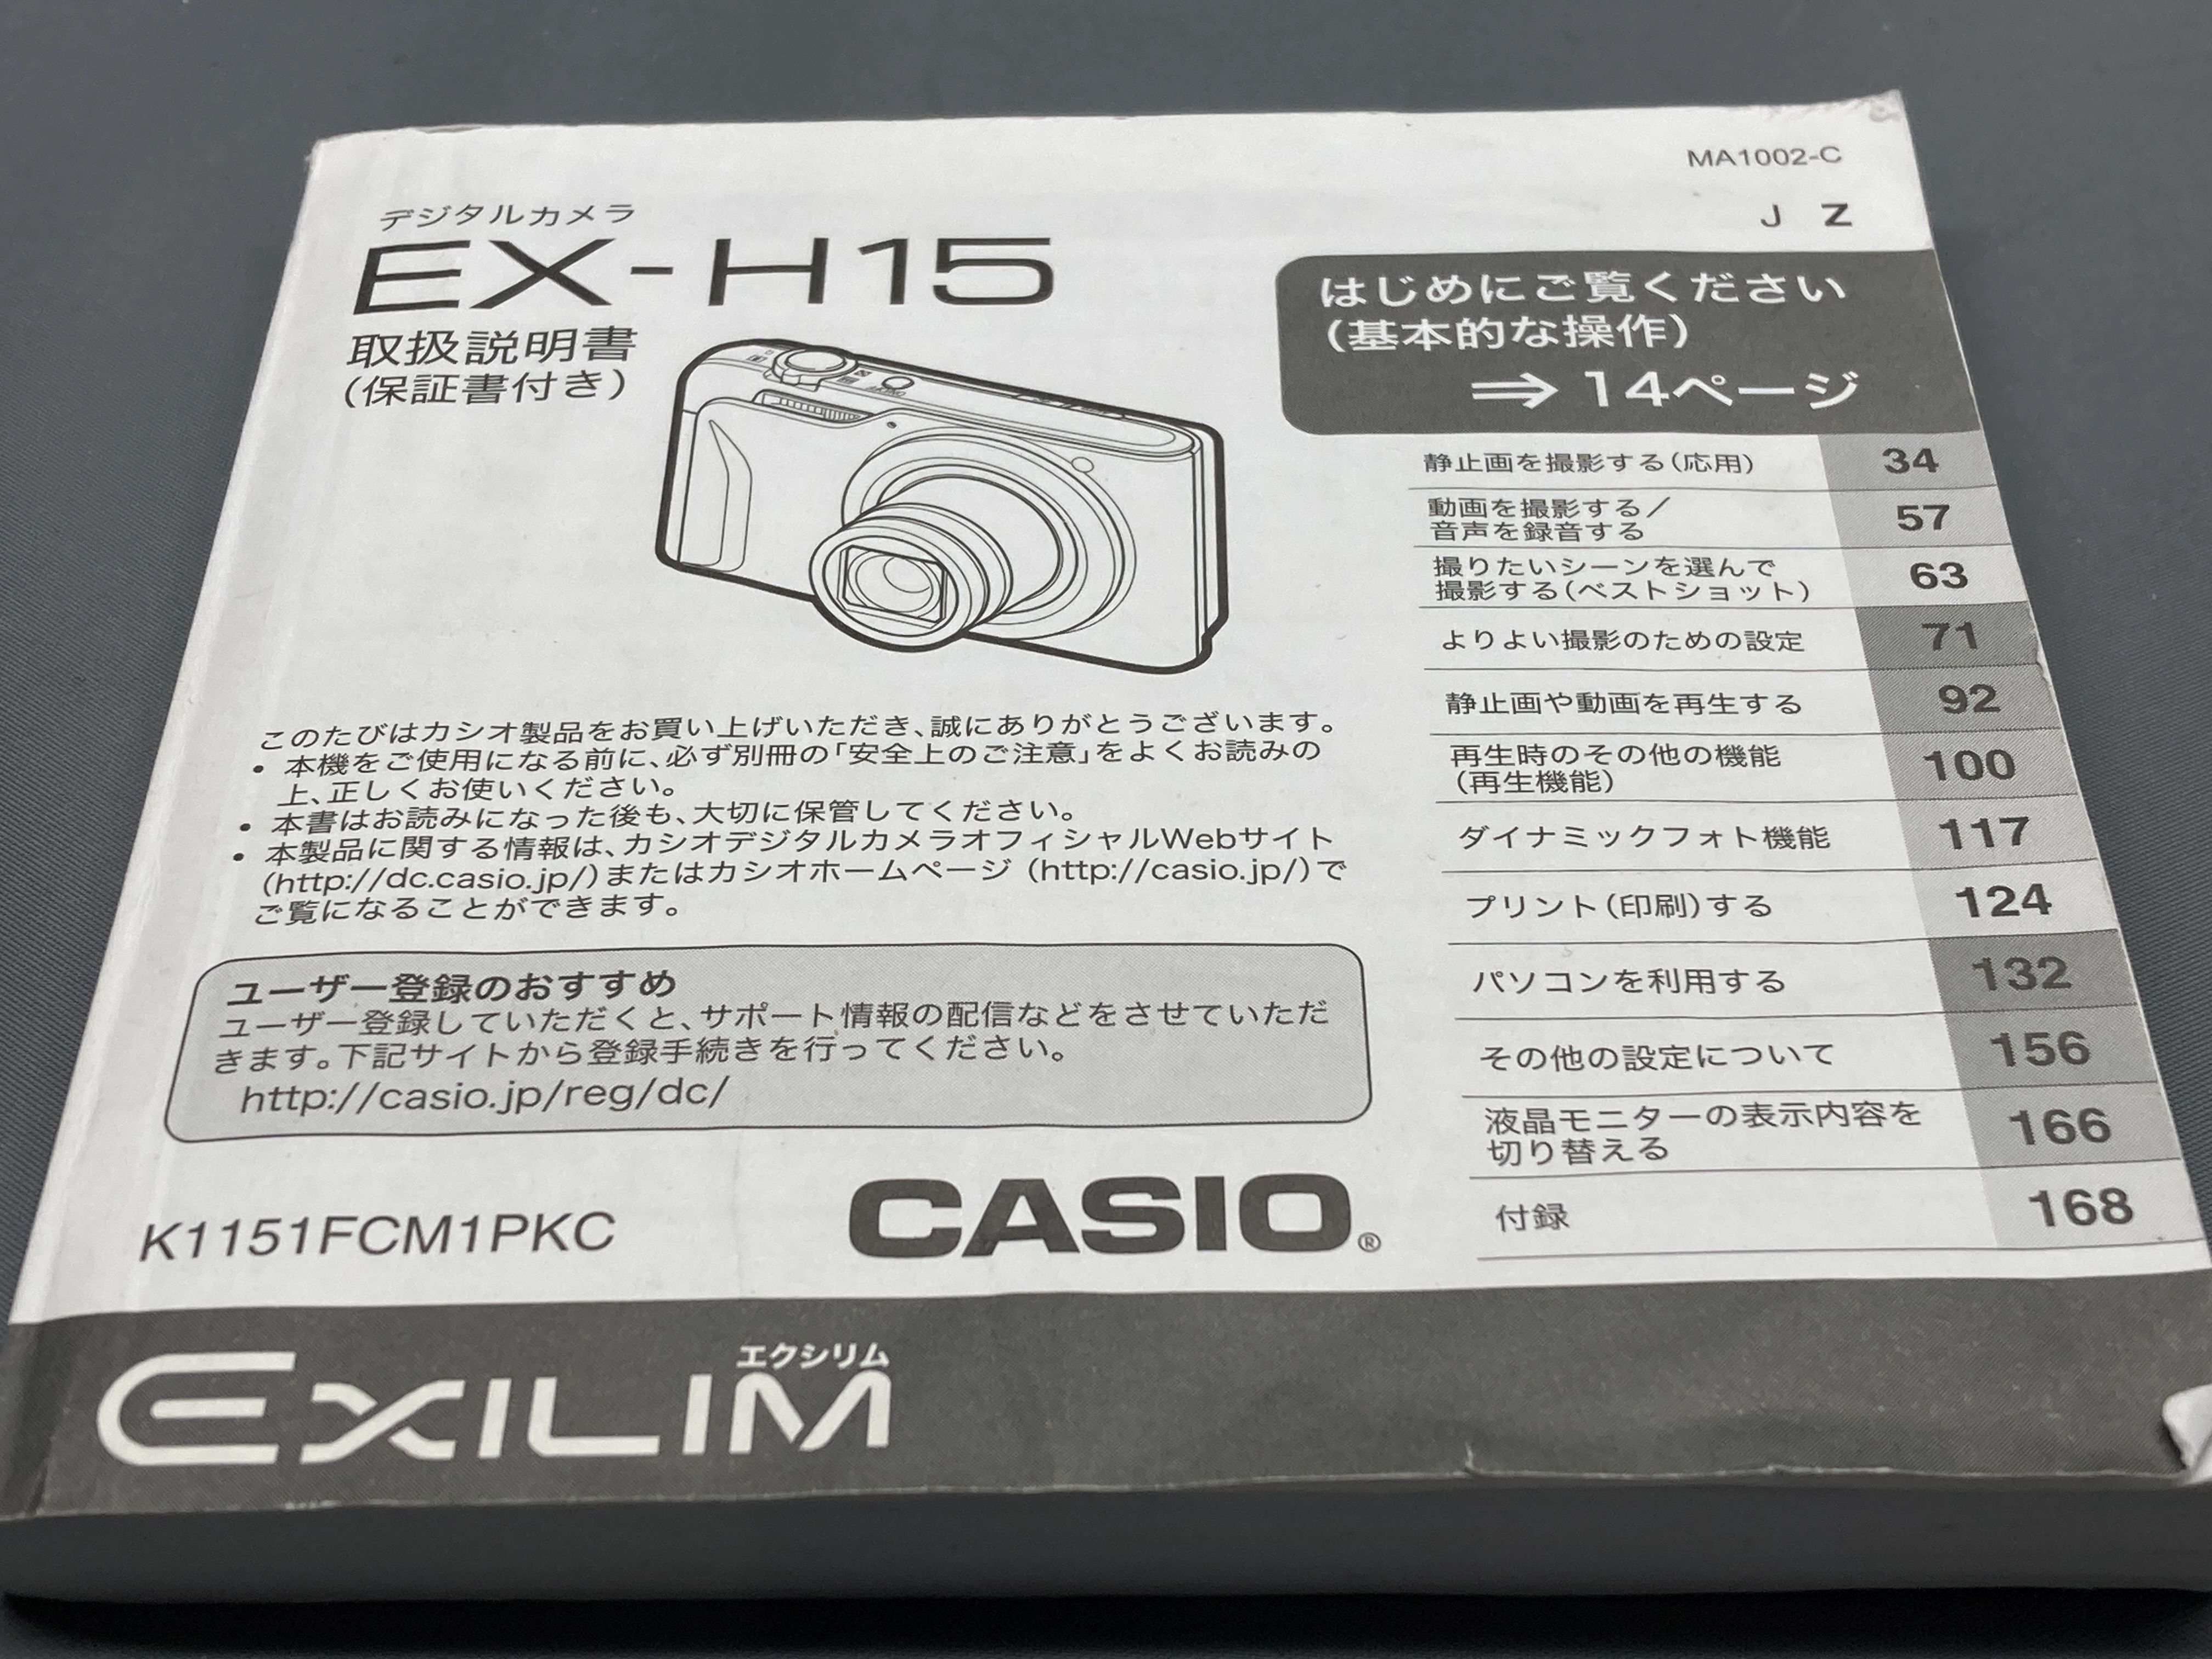 MA1002-C
J Z
デジタルカメラ
EX-H15
取扱説明書
(保証書付き)
はじめにご覧ください
(基本的な操作)
⇒ 14ページ
静止画を撮影する(応用) 34
動画を撮影する/
音声を録音する 57
撮りたいシーンを選んで
撮影する(ベストショット) 63
よりよい撮影のための設定 71
静止画や動画を再生する 92
再生時のその他の機能
(再生機能) 100
ダイナミックフォト機能 117
プリント(印刷)する 124
パソコンを利用する 132
その他の設定について 156
液晶モニターの表示内容を
切り替える 166
付録 168
このたびはカシオ製品をお買い上げいただき、誠にありがとうございます。
• 本機をご使用になる前に、必ず別冊の「安全上のご注意」をよくお読みの
上、正しくお使いください。
• 本書はお読みになった後も、大切に保管してください。
• 本製品に関する情報は、カシオデジタルカメラオフィシャルWebサイト
(http://dc.casio.jp/)またはカシオホームページ (http://casio.jp/)で
ご覧になることができます。
ユーザー登録のおすすめ
ユーザー登録していただくと、サポート情報の配信などをさせていただ
きます。下記サイトから登録手続きを行ってください。
http://casio.jp/reg/dc/
K1151FCM1PKC
CASIO®
エクシリム
EXILIM